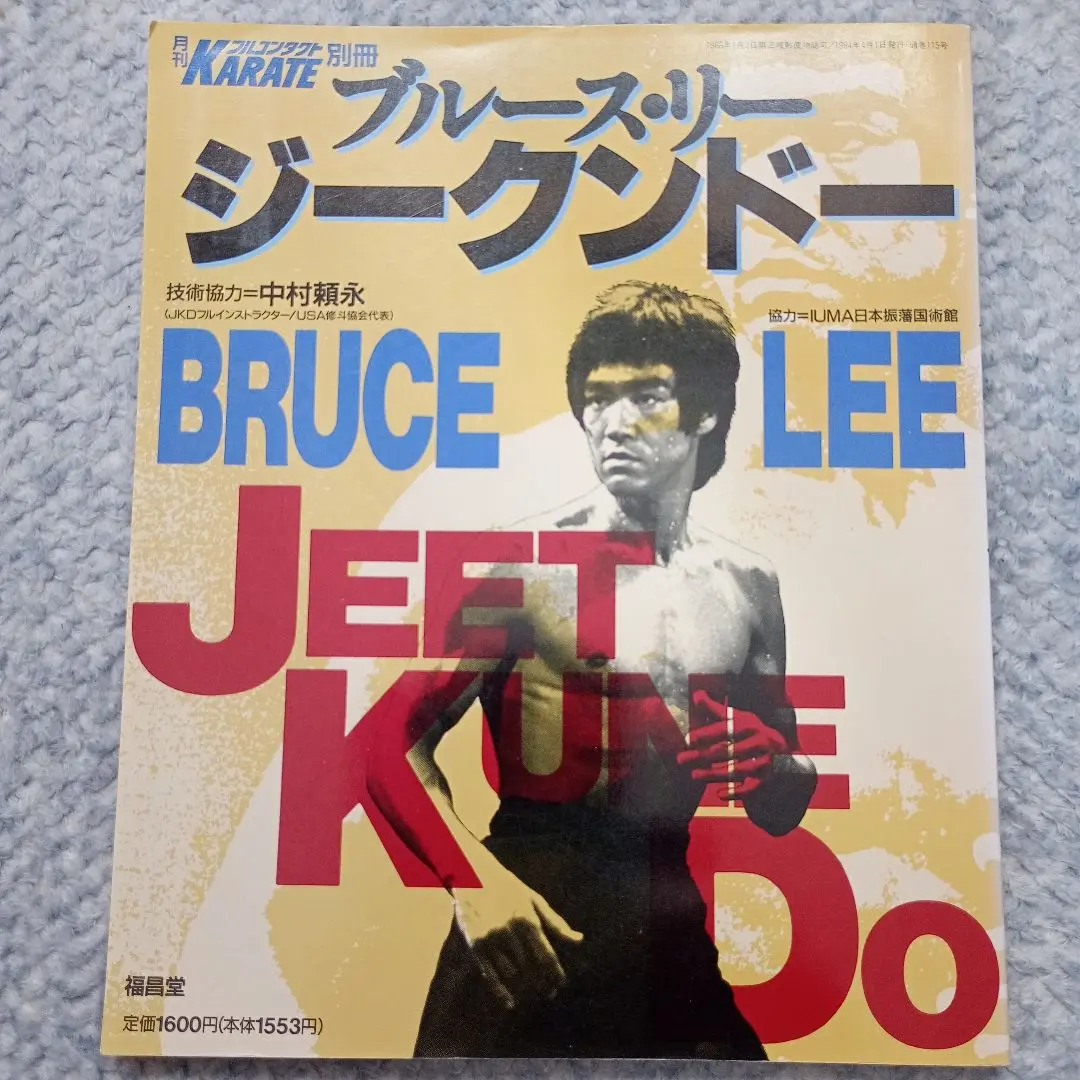 月刊 フルコンタクト KARATE 別冊
ブルース・リー
ジークンドー
技術協力=中村頼永
(JKDフルインストラクター/USA修斗協会代表)
協力=IUMA日本振藩国術館
BRUCE LEE
JEET
KUNE
DO
福昌堂
定価1600円(本体1553円)